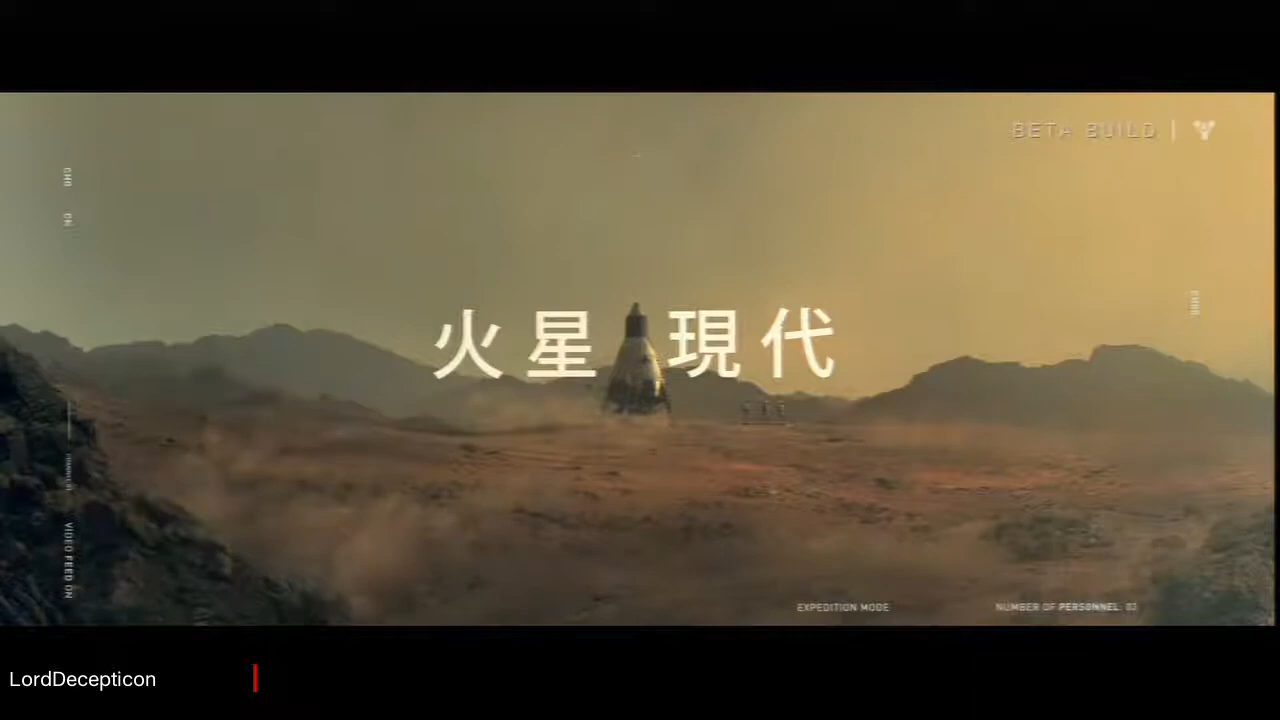 BETA BUILD
火星 現代
VIDEO FEED ON
EXPEDITION MODE
NUMBER OF PERSONNEL: 03
LordDecepticon